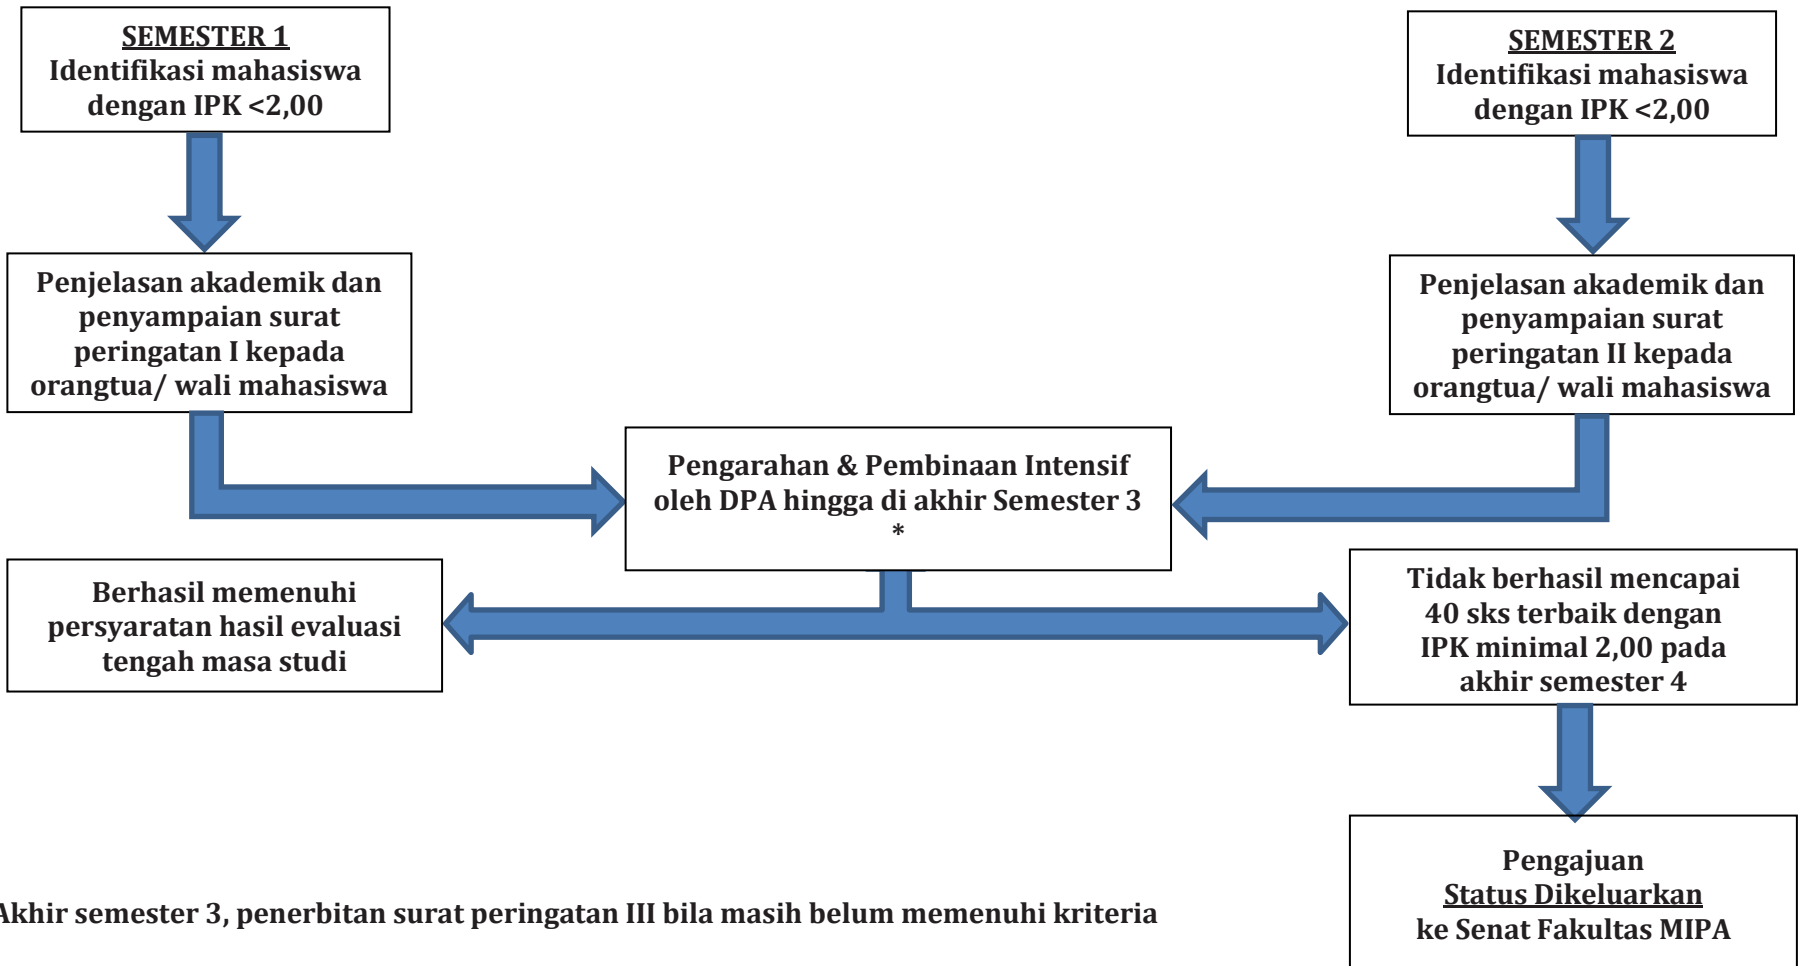 SEMESTER 1
Identifikasi mahasiswa
dengan IPK <2,00
SEMESTER 2
Identifikasi mahasiswa
dengan IPK <2,00
Penjelasan akademik dan
penyampaian surat
peringatan I kepada
orangtua/ wali mahasiswa
Penjelasan akademik dan
penyampaian surat
peringatan II kepada
orangtua/ wali mahasiswa
Pengarahan & Pembinaan Intensif
oleh DPA hingga di akhir Semester 3
*
Berhasil memenuhi
persyaratan hasil evaluasi
tengah masa studi
Tidak berhasil mencapai
40 sks terbaik dengan
IPK minimal 2,00 pada
akhir semester 4
Pengajuan
Status Dikeluarkan
ke Senat Fakultas MIPA
Akhir semester 3, penerbitan surat peringatan III bila masih belum memenuhi kriteria